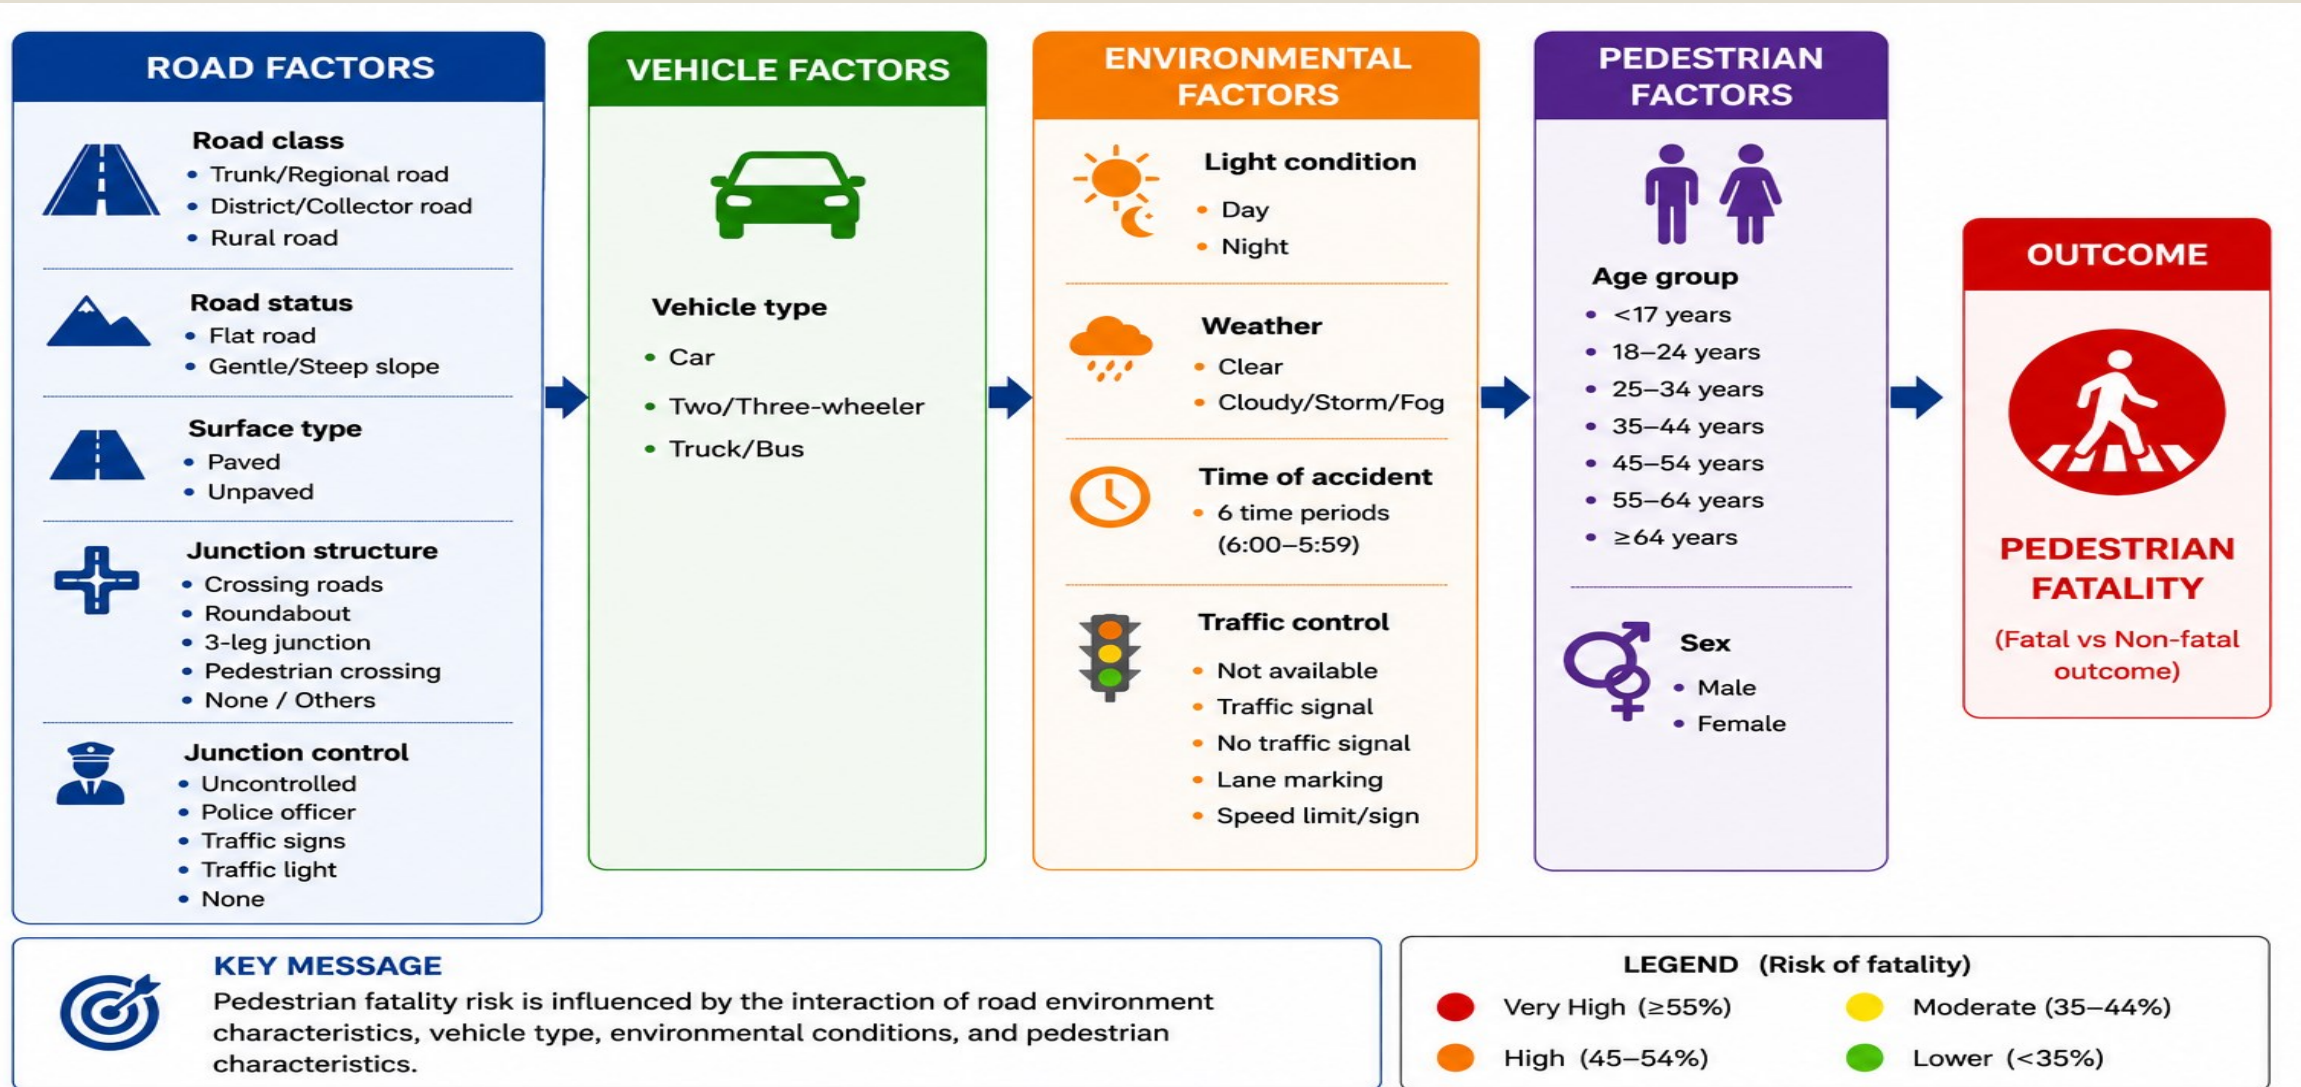 ROAD FACTORS
Road class
• Trunk/Regional road
• District/Collector road
• Rural road
Road status
• Flat road
• Gentle/Steep slope
Surface type
• Paved
• Unpaved
Junction structure
• Crossing roads
• Roundabout
• 3-leg junction
• Pedestrian crossing
• None / Others
Junction control
• Uncontrolled
• Police officer
• Traffic signs
• Traffic light
• None
VEHICLE FACTORS
Vehicle type
• Car
• Two/Three-wheeler
• Truck/Bus
ENVIRONMENTAL
FACTORS
Light condition
• Day
• Night
Weather
• Clear
• Cloudy/Storm/Fog
Time of accident
• 6 time periods
(6:00–5:59)
Traffic control
• Not available
• Traffic signal
• No traffic signal
• Lane marking
• Speed limit/sign
PEDESTRIAN
FACTORS
Age group
• <17 years
• 18–24 years
• 25–34 years
• 35–44 years
• 45–54 years
• 55–64 years
• ≥64 years
Sex
• Male
• Female
OUTCOME
PEDESTRIAN
FATALITY
(Fatal vs Non-fatal
outcome)
KEY MESSAGE
Pedestrian fatality risk is influenced by the interaction of road environment
characteristics, vehicle type, environmental conditions, and pedestrian
characteristics.
LEGEND (Risk of fatality)
Very High (≥55%)
Moderate (35–44%)
High (45–54%)
Lower (<35%)